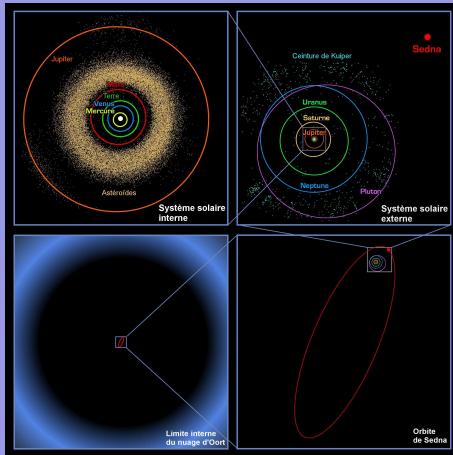 Jupiter
Mars
Terre
Venus
Mercure
Astéroïdes
Système solaire
interne
Sedna
Ceinture de Kuiper
Uranus
Saturne
Jupiter
Neptune
Pluton
Système solaire
externe
Limite interne
du nuage d'Oort
Orbite
de Sedna